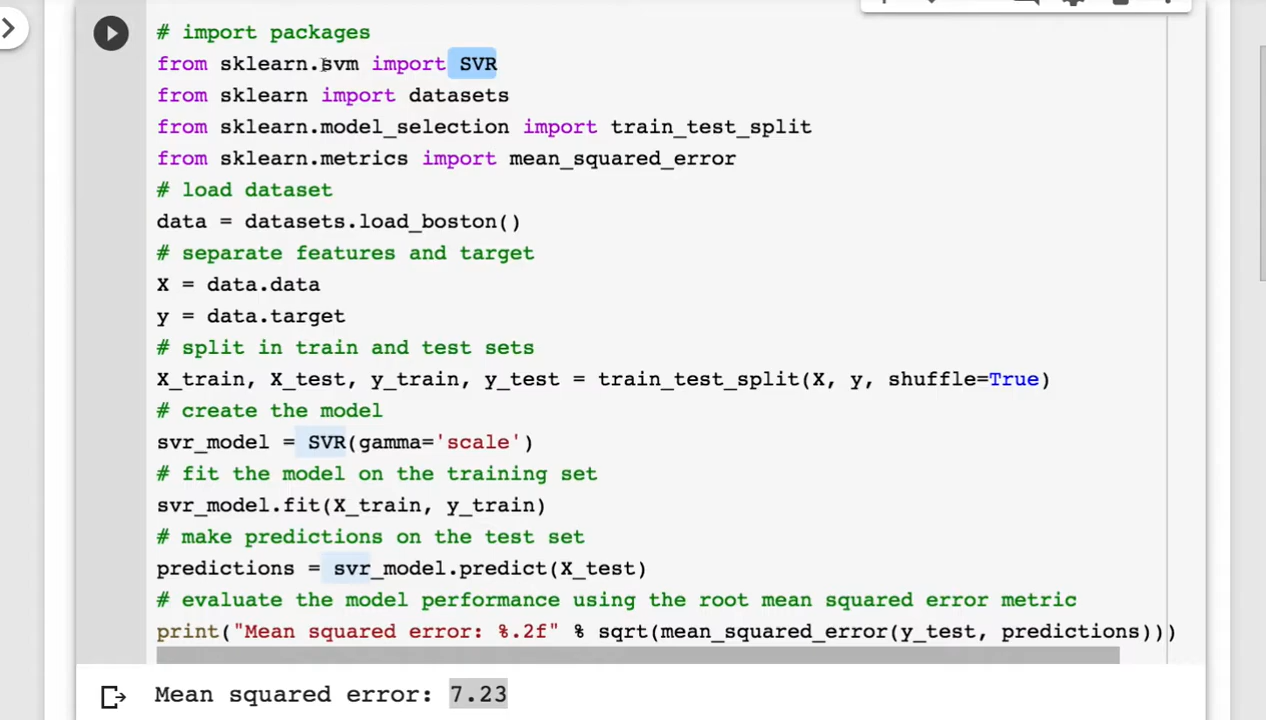 # import packages
from sklearn.svm import SVR
from sklearn import datasets
from sklearn.model_selection import train_test_split
from sklearn.metrics import mean_squared_error
# load dataset
data = datasets.load_boston()
# separate features and target
X = data.data
y = data.target
# split in train and test sets
X_train, X_test, y_train, y_test = train_test_split(X, y, shuffle=True)
# create the model
svr_model = SVR(gamma='scale')
# fit the model on the training set
svr_model.fit(X_train, y_train)
# make predictions on the test set
predictions = svr_model.predict(X_test)
# evaluate the model performance using the root mean squared error metric
print("Mean squared error: %.2f" % sqrt(mean_squared_error(y_test, predictions)))
Mean squared error: 7.23